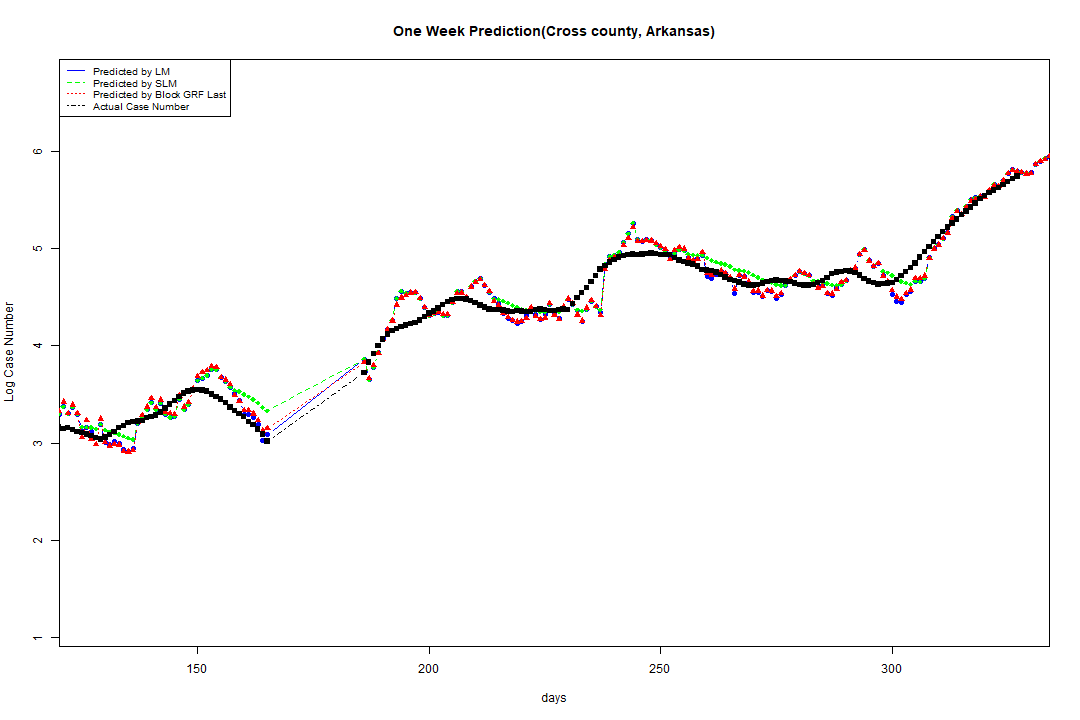 One Week Prediction(Cross county, Arkansas)
Predicted by LM
Predicted by SLM
Predicted by Block GRF Last
Actual Case Number
6
5
4
3
2
1
Log Case Number
150 200 250 300
days